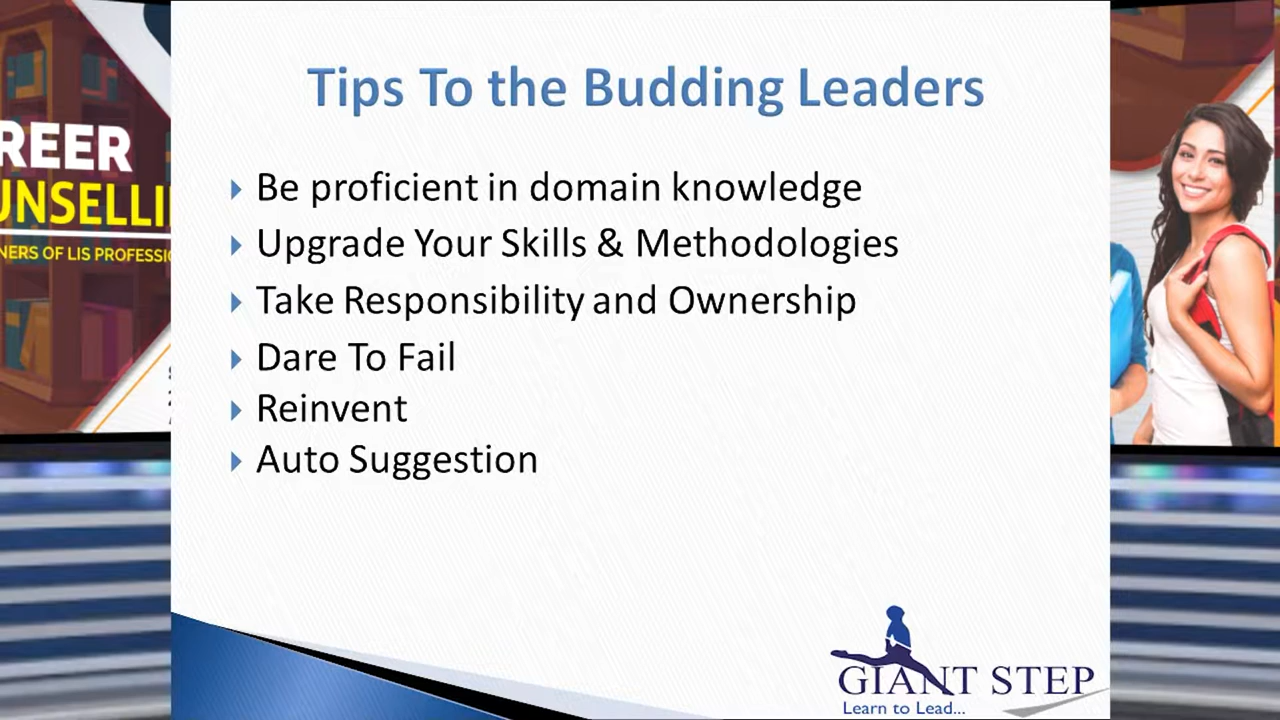 Tips To the Budding Leaders
Be proficient in domain knowledge
Upgrade Your Skills & Methodologies
Take Responsibility and Ownership
Dare To Fail
Reinvent
Auto Suggestion
REER
UNSELLI
NERS OF LIS PROFESSI
GIANT STEP
Learn to Lead...